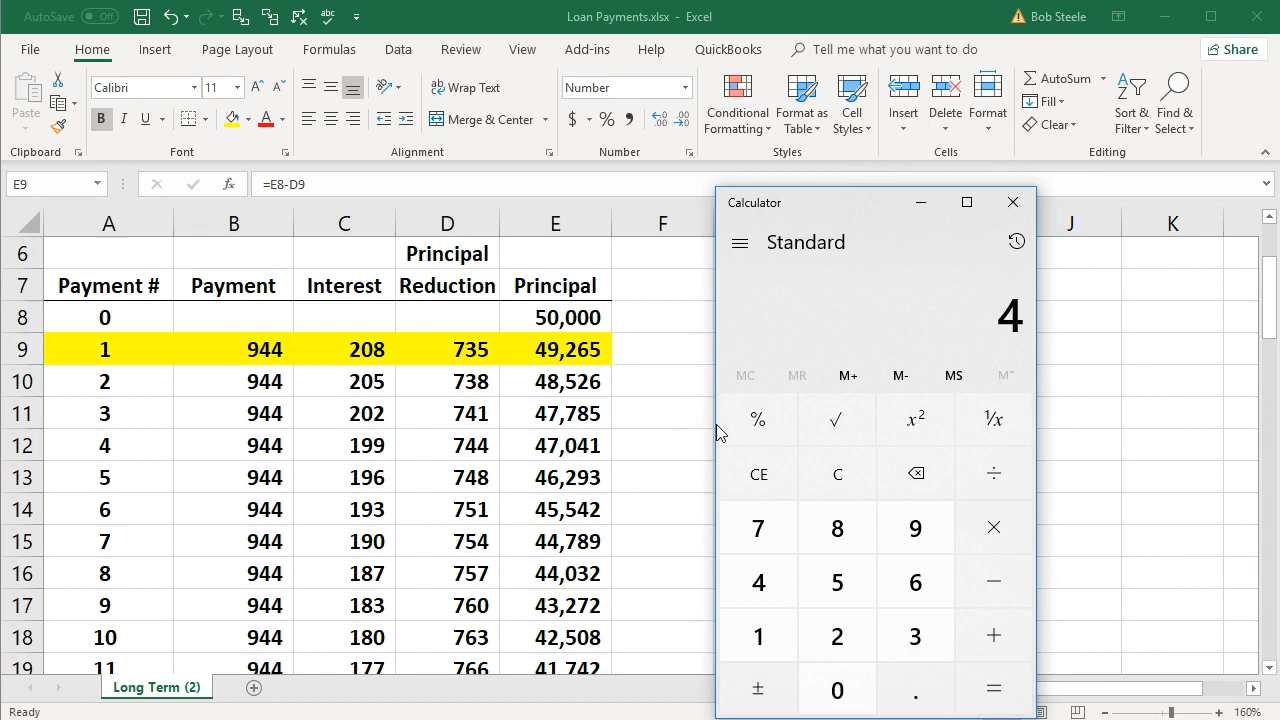 AutoSave Off Loan Payments.xlsx - Excel Bob Steele
File Home Insert Page Layout Formulas Data Review View Add-ins Help QuickBooks Tell me what you want to do Share
Paste Calibri 11 A A Wrap Text Number Conditional Formatting Format as Table Cell Styles Insert Delete Format AutoSum Sort & Filter Find & Select
B I U A Merge & Center $ % , Fill
Clear
Clipboard Font Alignment Number Styles Cells Editing
E9 fx =E8-D9
A B C D E F J K
6 Principal
7 Payment # Payment Interest Reduction Principal
8 0 50,000
9 1 944 208 735 49,265
10 2 944 205 738 48,526
11 3 944 202 741 47,785
12 4 944 199 744 47,041
13 5 944 196 748 46,293
14 6 944 193 751 45,542
15 7 944 190 754 44,789
16 8 944 187 757 44,032
17 9 944 183 760 43,272
18 10 944 180 763 42,508
19 11 944 177 766 41,742
Calculator
Standard
4
MC MR M+ M- MS M˅
% √ x² ¹/x
CE C ÷
7 8 9 ×
4 5 6 −
1 2 3 +
± 0 . =
Long Term (2)
Ready 160%